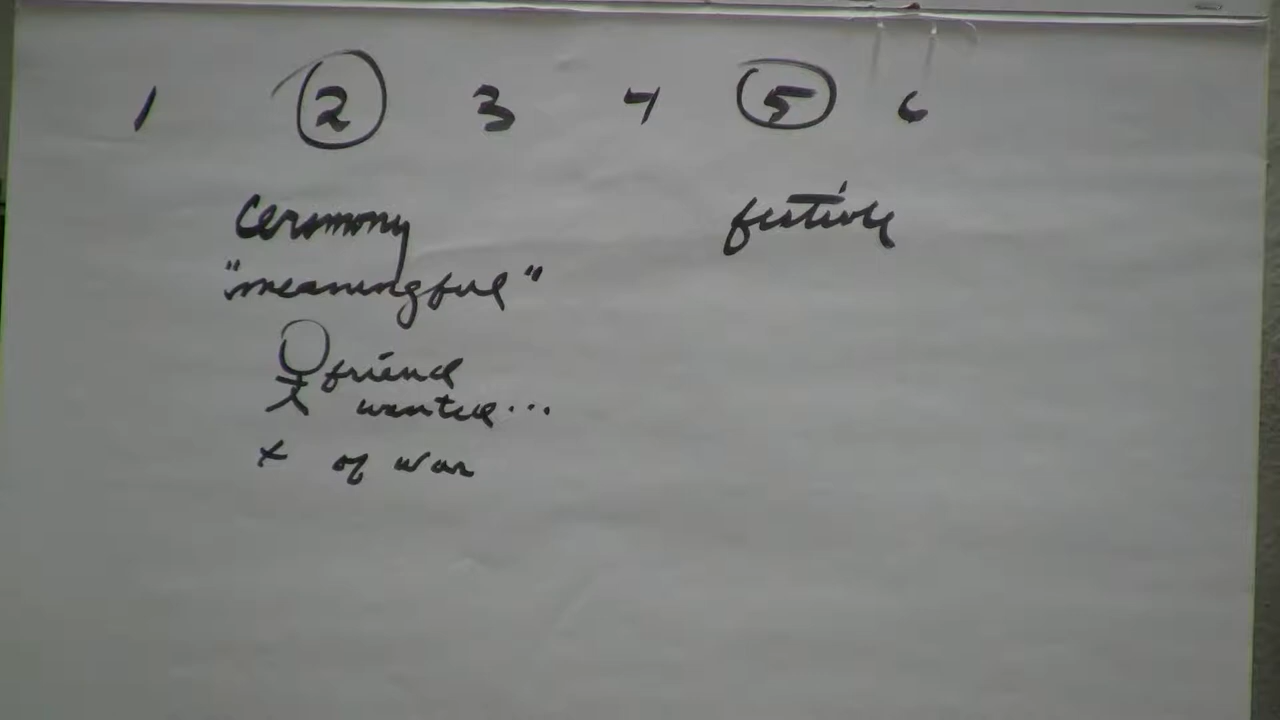 1 2 3 4 5 6
Ceremony
festive
"meaningful"
friend
wanted...
x of war